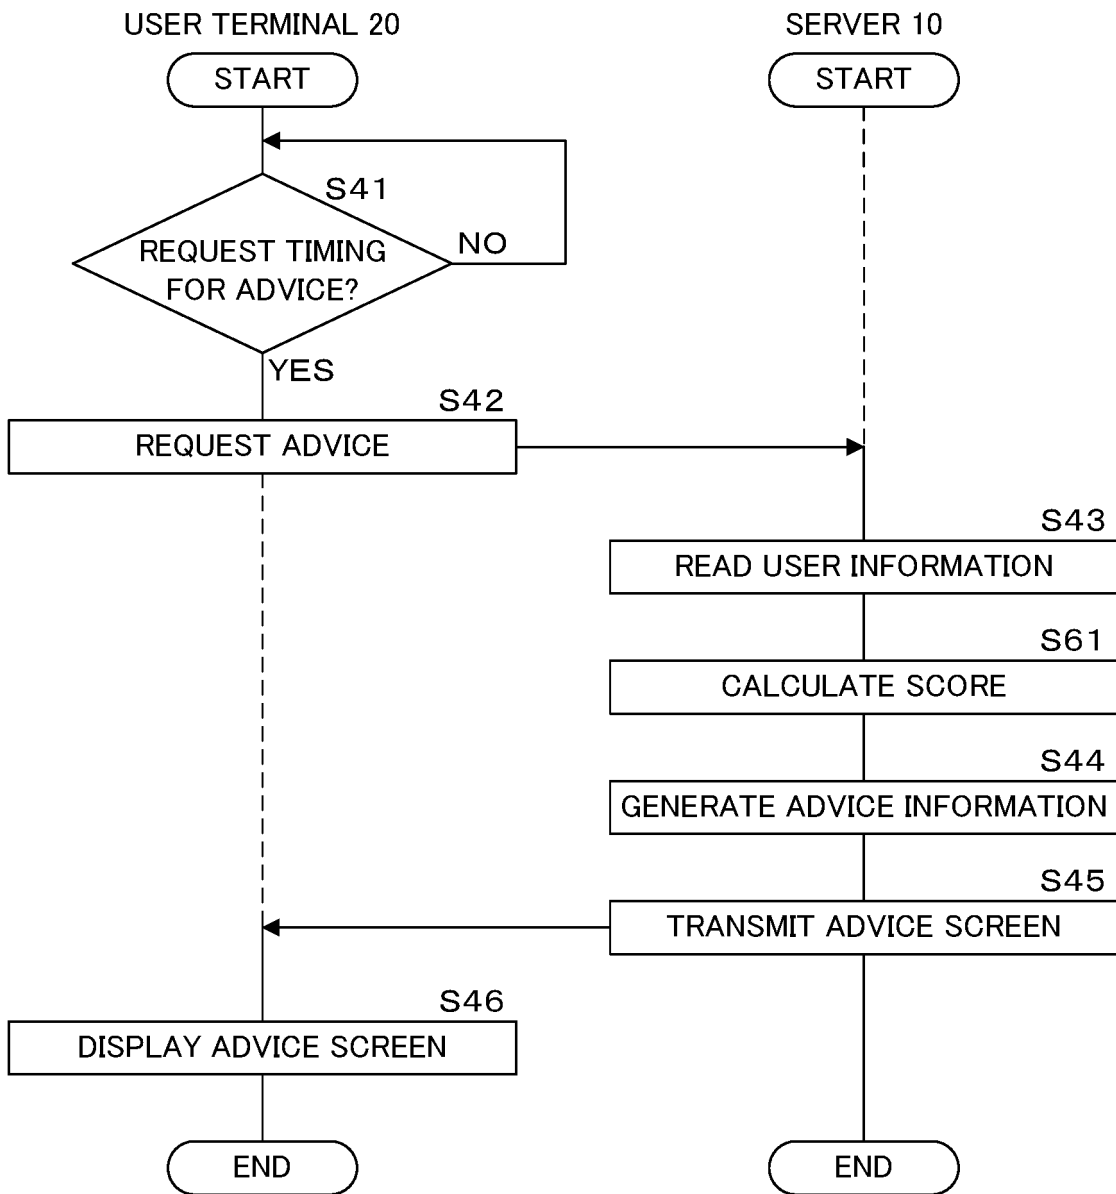 USER TERMINAL 20
SERVER 10
START
START
S41
REQUEST TIMING
FOR ADVICE?
NO
YES
S42
REQUEST ADVICE
S43
READ USER INFORMATION
S61
CALCULATE SCORE
S44
GENERATE ADVICE INFORMATION
S45
TRANSMIT ADVICE SCREEN
S46
DISPLAY ADVICE SCREEN
END
END